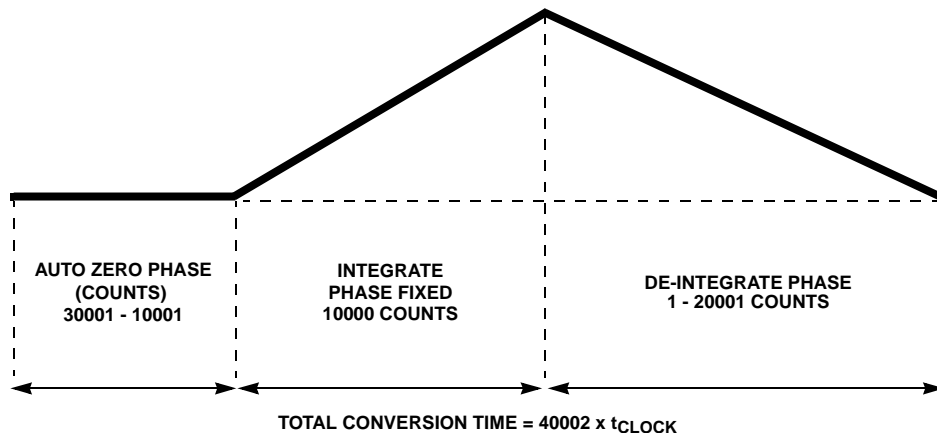 AUTO ZERO PHASE
(COUNTS)
30001 - 10001
INTEGRATE
PHASE FIXED
10000 COUNTS
DE-INTEGRATE PHASE
1 - 20001 COUNTS
TOTAL CONVERSION TIME = 40002 x tCLOCK